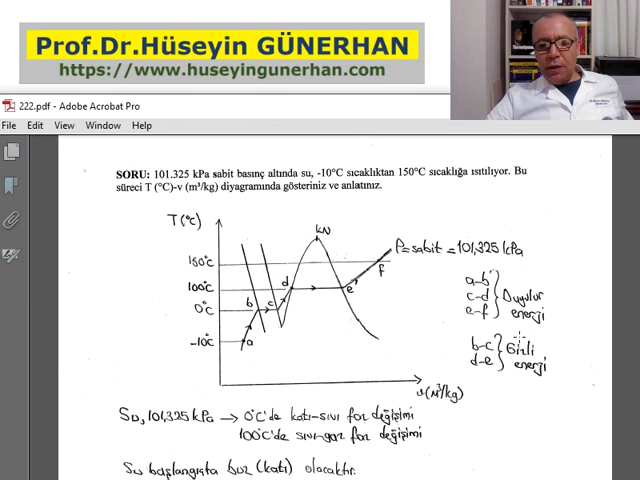 Prof.Dr.Hüseyin GÜNERHAN
https://www.huseyingunerhan.com
222.pdf - Adobe Acrobat Pro
File Edit View Window Help
SORU: 101.325 kPa sabit basınç altında su, -10°C sıcaklıktan 150°C sıcaklığa ısıtılıyor. Bu
süreci T (°C)-v (m³/kg) diyagramında gösteriniz ve anlatınız.
T(°C)
KN
P=sabit=101,325 kPa
150°C
f
100°C
d
e
0°C
b
c
-10°C
a
a-b
c-d
e-f
Duyulur
enerji
b-c
d-e
Gizli
enerji
v(m³/kg)
Su, 101,325 kPa → 0°C'de katı-sıvı faz değişimi
100°C'de sıvı-gaz faz değişimi
Su başlangıçta buz (katı) olacaktır.